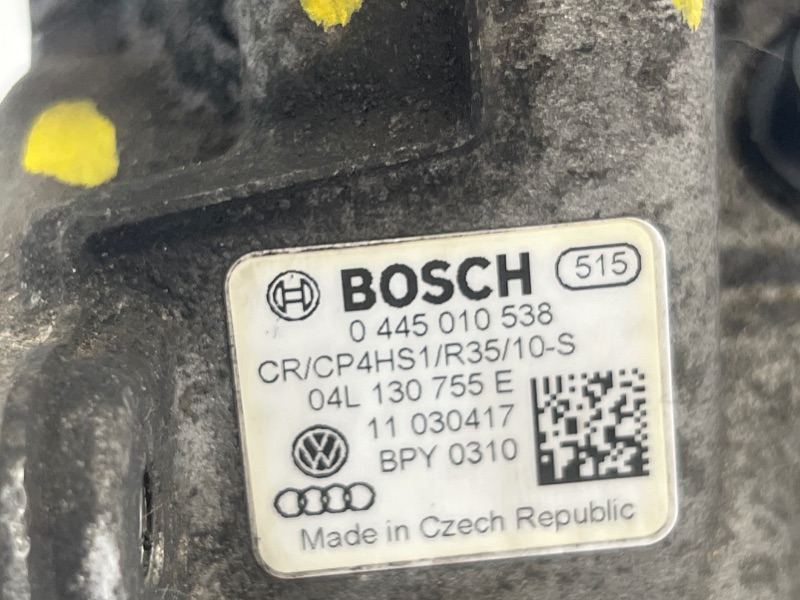 BOSCH 515
0 445 010 538
CR/CP4HS1/R35/10-S
04L 130 755 E
11 030417
BPY 0310
Made in Czech Republic